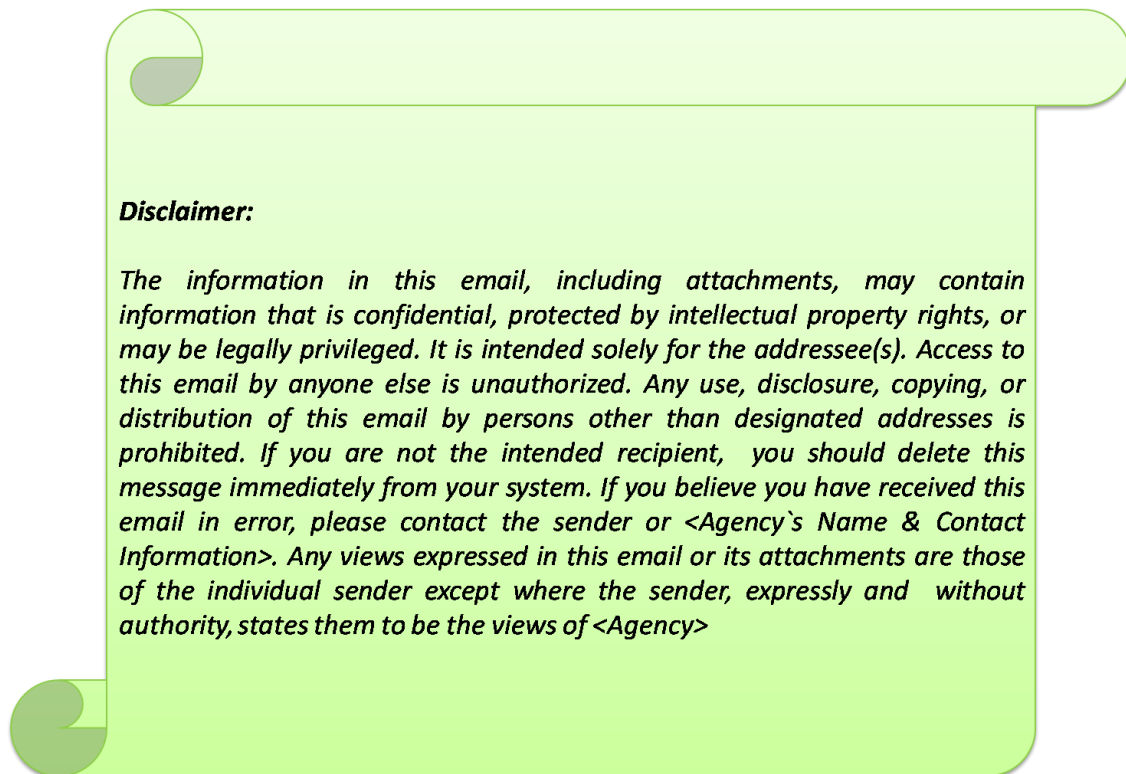 Disclaimer:
The information in this email, including attachments, may contain
information that is confidential, protected by intellectual property rights, or
may be legally privileged. It is intended solely for the addressee(s). Access to
this email by anyone else is unauthorized. Any use, disclosure, copying, or
distribution of this email by persons other than designated addresses is
prohibited. If you are not the intended recipient, you should delete this
message immediately from your system. If you believe you have received this
email in error, please contact the sender or <Agency`s Name & Contact
Information>. Any views expressed in this email or its attachments are those
of the individual sender except where the sender, expressly and without
authority, states them to be the views of <Agency>